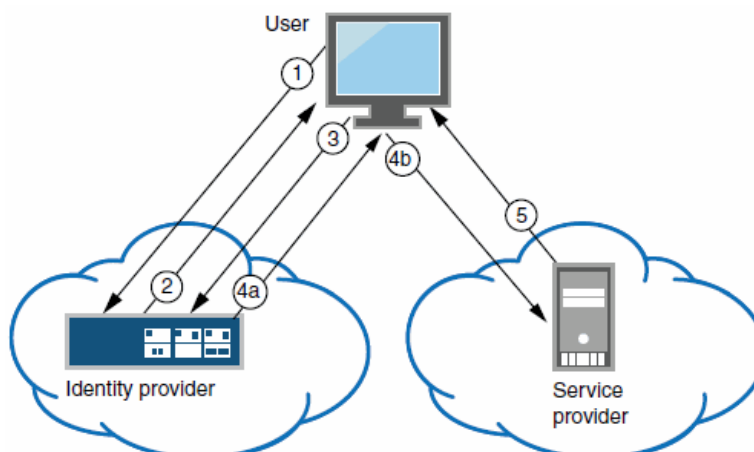 User
1
3
4b
5
2
4a
Identity provider
Service
provider